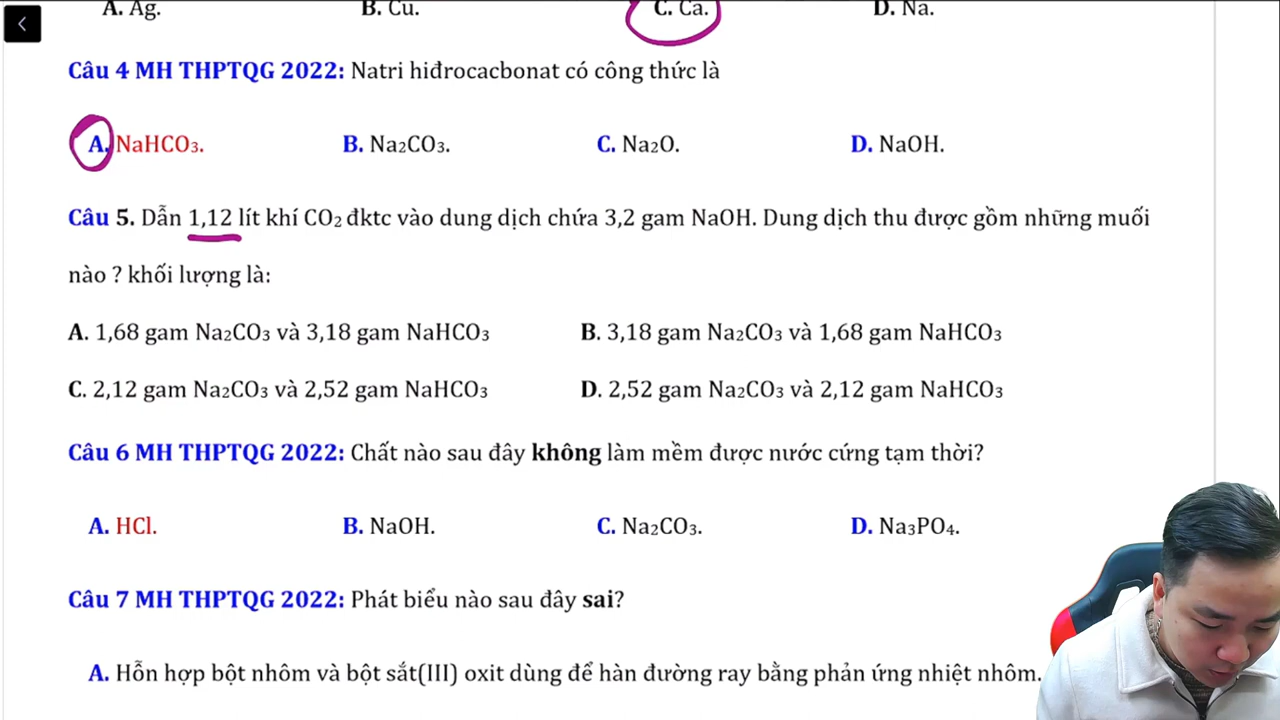 A. Ag. B. Cu. C. Ca. D. Na.
Câu 4 MH THPTQG 2022: Natri hiđrocacbonat có công thức là
A. NaHCO₃. B. Na₂CO₃. C. Na₂O. D. NaOH.
Câu 5. Dẫn 1,12 lít khí CO₂ đktc vào dung dịch chứa 3,2 gam NaOH. Dung dịch thu được gồm những muối
nào ? khối lượng là:
A. 1,68 gam Na₂CO₃ và 3,18 gam NaHCO₃ B. 3,18 gam Na₂CO₃ và 1,68 gam NaHCO₃
C. 2,12 gam Na₂CO₃ và 2,52 gam NaHCO₃ D. 2,52 gam Na₂CO₃ và 2,12 gam NaHCO₃
Câu 6 MH THPTQG 2022: Chất nào sau đây không làm mềm được nước cứng tạm thời?
A. HCl. B. NaOH. C. Na₂CO₃. D. Na₃PO₄.
Câu 7 MH THPTQG 2022: Phát biểu nào sau đây sai?
A. Hỗn hợp bột nhôm và bột sắt(III) oxit dùng để hàn đường ray bằng phản ứng nhiệt nhôm.